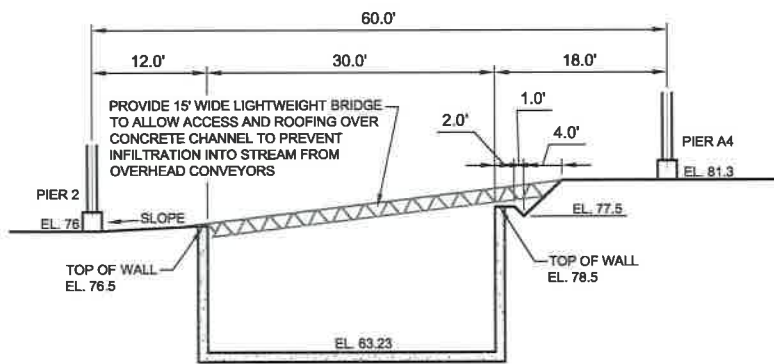 60.0'
12.0'
30.0'
18.0'
PROVIDE 15' WIDE LIGHTWEIGHT BRIDGE
TO ALLOW ACCESS AND ROOFING OVER
CONCRETE CHANNEL TO PREVENT
INFILTRATION INTO STREAM FROM
OVERHEAD CONVEYORS
1.0'
2.0'
4.0'
PIER A4
EL. 81.3
PIER 2
EL. 76
SLOPE
EL. 77.5
TOP OF WALL
EL. 76.5
TOP OF WALL
EL. 78.5
EL. 63.23